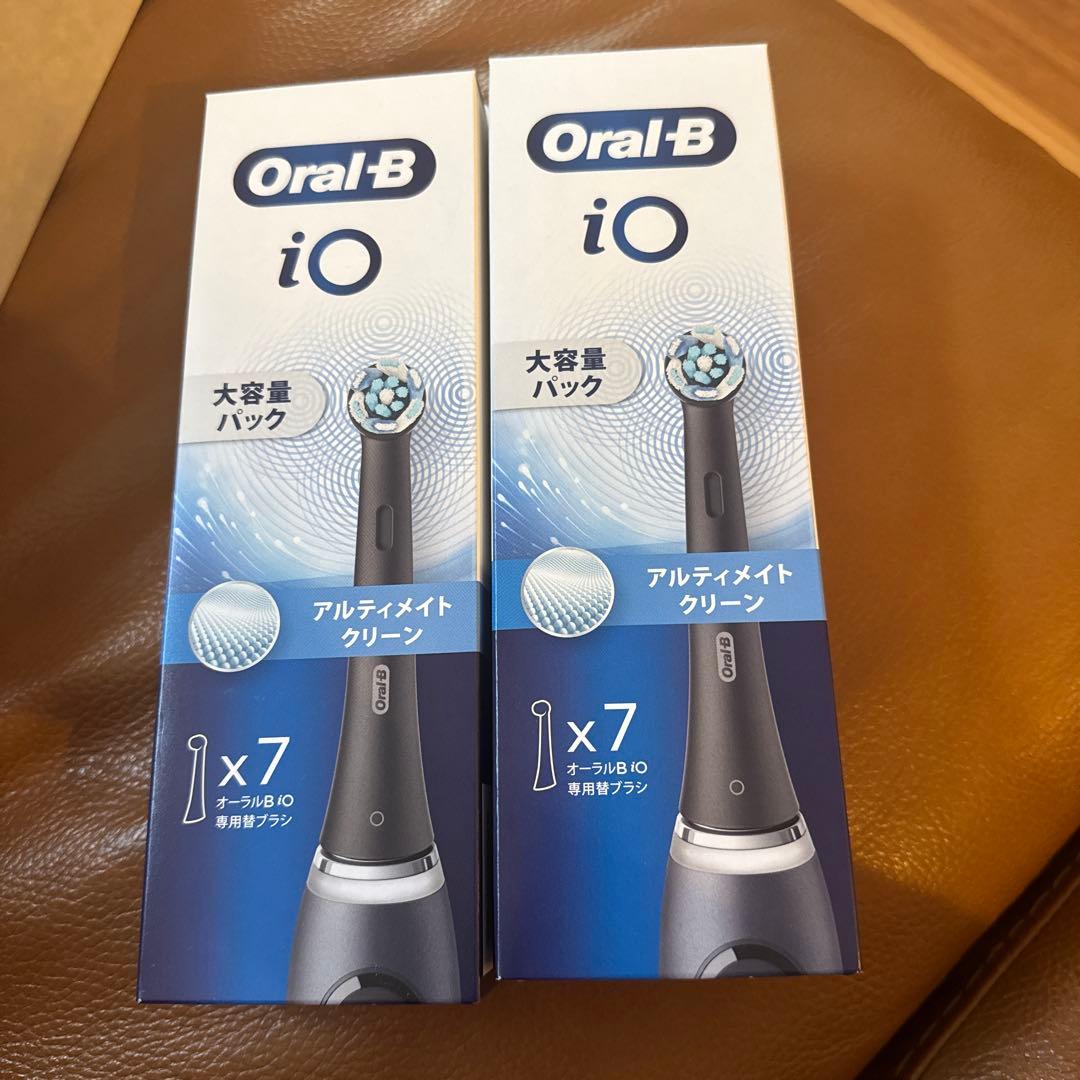 Oral-B
iO
大容量
パック
アルティメイト
クリーン
Oral-B
x7
オーラルB iO
専用替ブラシ
Oral-B
iO
大容量
パック
アルティメイト
クリーン
Oral-B
x7
オーラルB iO
専用替ブラシ